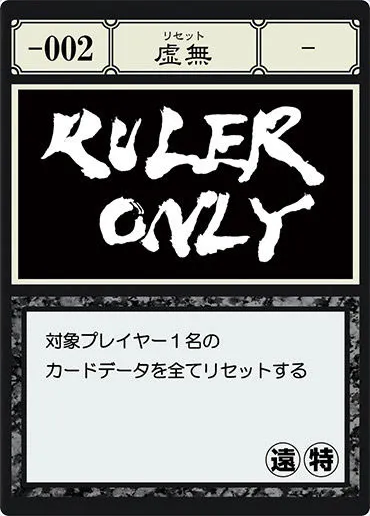 -002
リセット
虚無
-
RULER
ONLY
対象プレイヤー1名の
カードデータを全てリセットする
遠 特